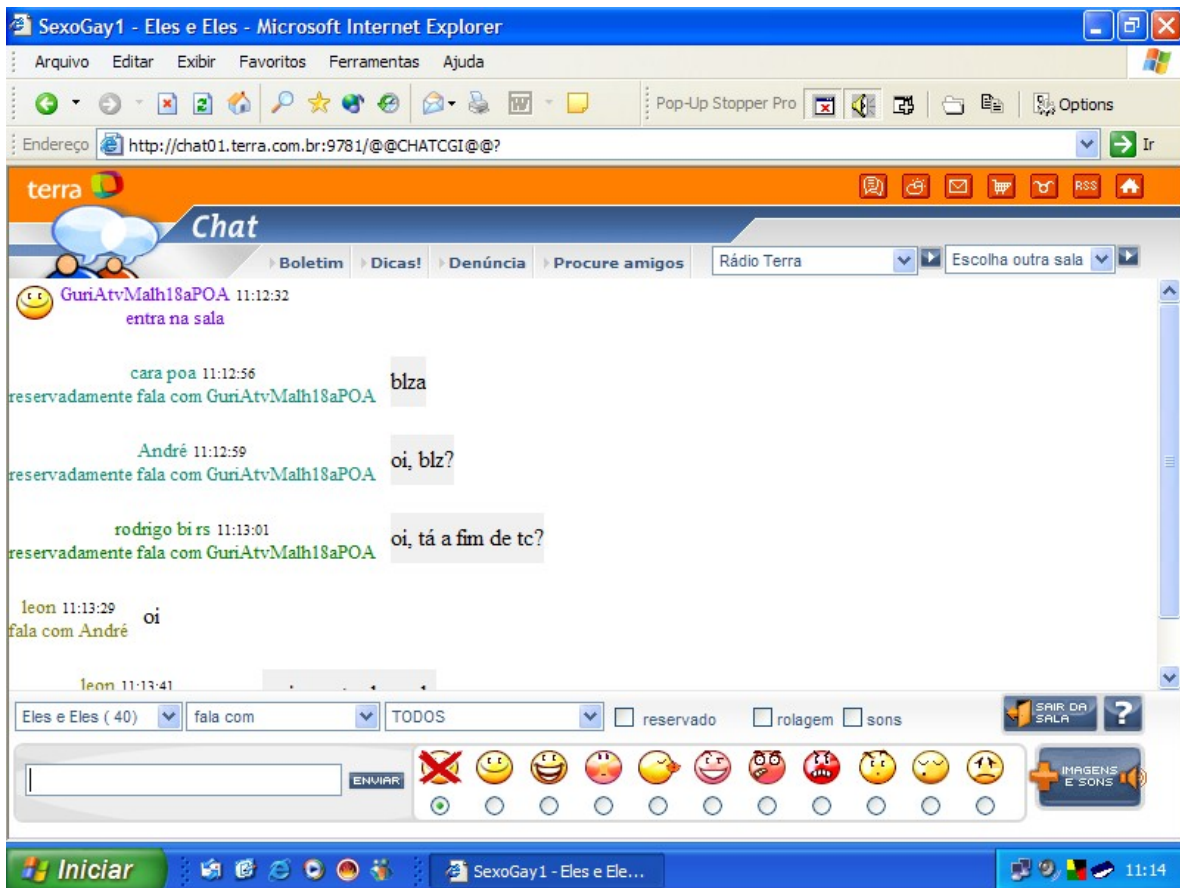 SexoGay1 - Eles e Eles - Microsoft Internet Explorer
Arquivo Editar Exibir Favoritos Ferramentas Ajuda
Pop-Up Stopper Pro Options
Endereço http://chat01.terra.com.br:9781/@@CHATCGI@@? Ir
terra RSS
Chat
Boletim Dicas! Denúncia Procure amigos Rádio Terra Escolha outra sala
GuriAtvMalh18aPOA 11:12:32
entra na sala
cara poa 11:12:56
reservadamente fala com GuriAtvMalh18aPOA blza
André 11:12:59
reservadamente fala com GuriAtvMalh18aPOA oi, blz?
rodrigo bi rs 11:13:01
reservadamente fala com GuriAtvMalh18aPOA oi, tá a fim de tc?
leon 11:13:29
fala com André oi
leon 11:13:41
Eles e Eles ( 40) fala com TODOS reservado rolagem sons SAIR DA SALA ?
ENVIAR IMAGENS E SONS
Iniciar SexoGay1 - Eles e Ele... 11:14